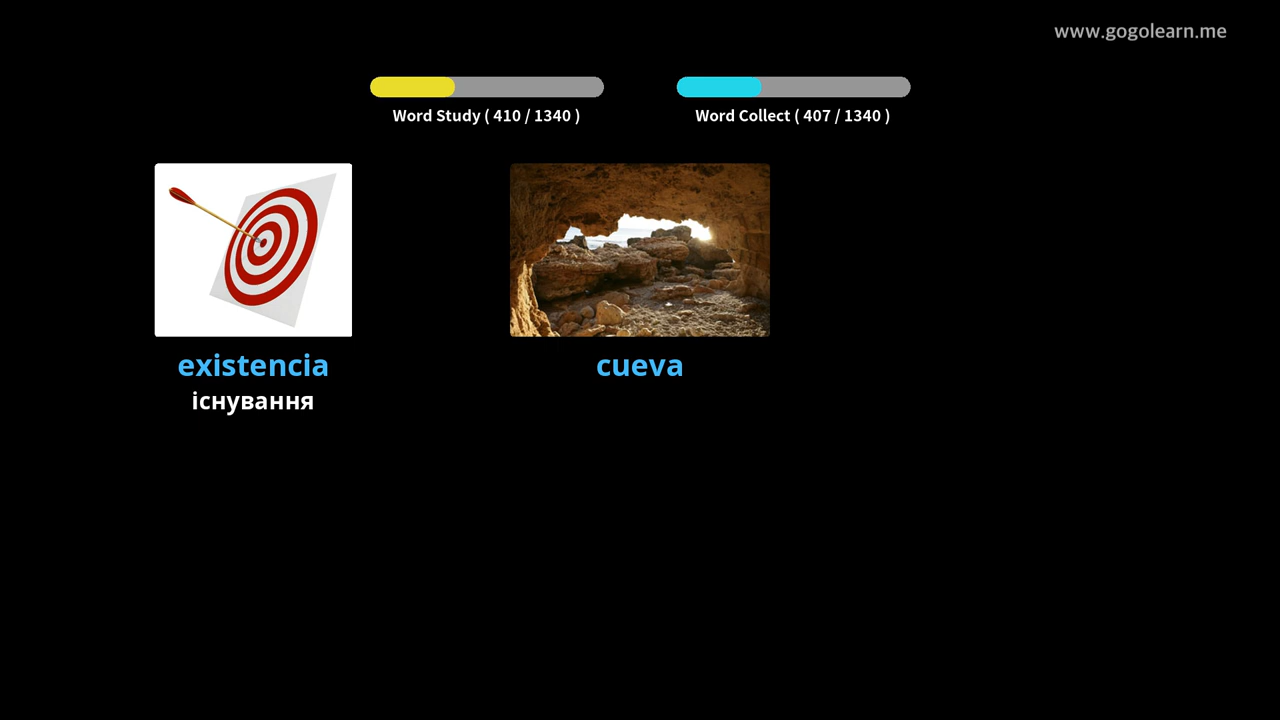 www.gogolearn.me
Word Study ( 410 / 1340 )
Word Collect ( 407 / 1340 )
existencia
існування
cueva